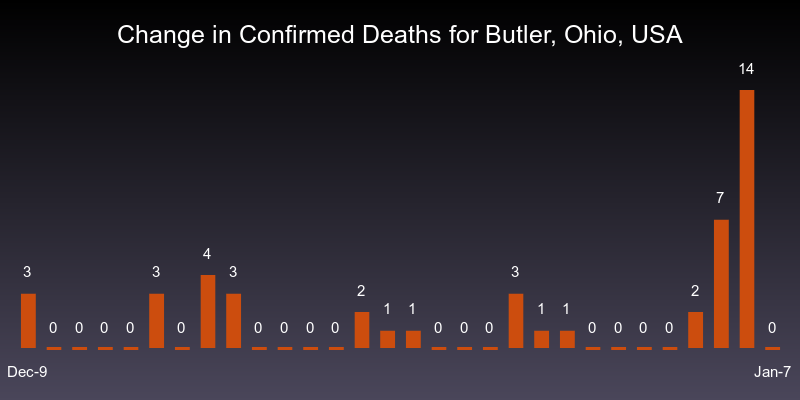 Change in Confirmed Deaths for Butler, Ohio, USA
14
7
4
3 3 3 3
2 2
1 1 1 1
0 0 0 0 0 0 0 0 0 0 0 0 0 0 0 0 0
Dec-9 Jan-7